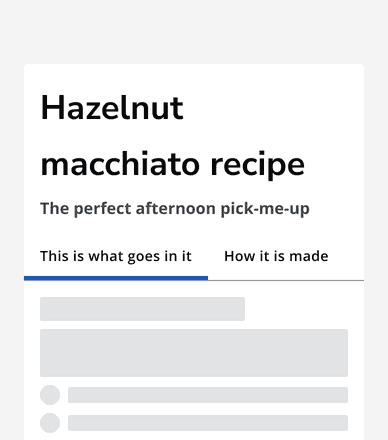 Hazelnut
macchiato recipe
The perfect afternoon pick-me-up
This is what goes in it
How it is made